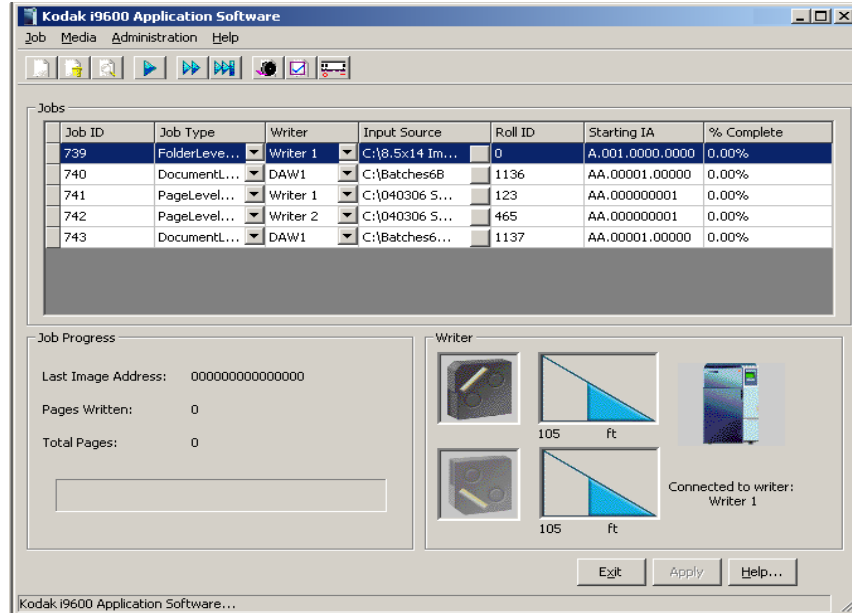 Kodak i9600 Application Software
Job Media Administration Help
Jobs
Job ID Job Type Writer Input Source Roll ID Starting IA % Complete
739 FolderLeve... Writer 1 C:\8.5x14 Im... 0 A.001.0000.0000 0.00%
740 DocumentL... DAW1 C:\Batches6B 1136 AA.00001.00000 0.00%
741 PageLevel... Writer 1 C:\040306 S... 123 AA.000000001 0.00%
742 PageLevel... Writer 2 C:\040306 S... 465 AA.000000001 0.00%
743 DocumentL... DAW1 C:\Batches6... 1137 AA.00001.00000 0.00%
Job Progress
Last Image Address: 000000000000000
Pages Written: 0
Total Pages: 0
Writer
105 ft
105 ft
Connected to writer:
Writer 1
Exit Apply Help...
Kodak i9600 Application Software...